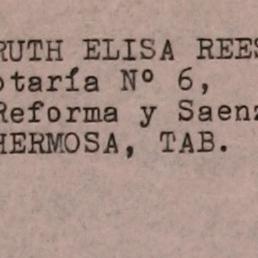 RUTH ELISA REES
otaría Nº 6,
Reforma y Saenz
HERMOSA, TAB.